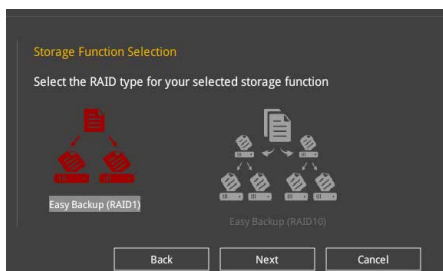 Storage Function Selection
Select the RAID type for your selected storage function
Easy Backup (RAID1)
Easy Backup (RAID10)
Back
Next
Cancel